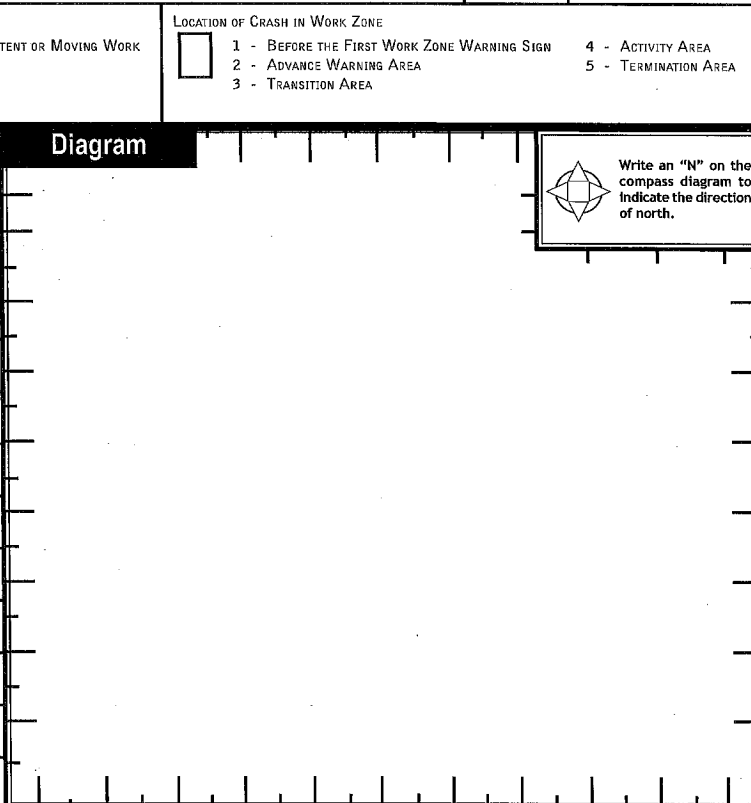 LOCATION OF CRASH IN WORK ZONE
TENT OR MOVING WORK
1 - BEFORE THE FIRST WORK ZONE WARNING SIGN
2 - ADVANCE WARNING AREA
3 - TRANSITION AREA
4 - ACTIVITY AREA
5 - TERMINATION AREA
Diagram
Write an "N" on the
compass diagram to
indicate the direction
of north.